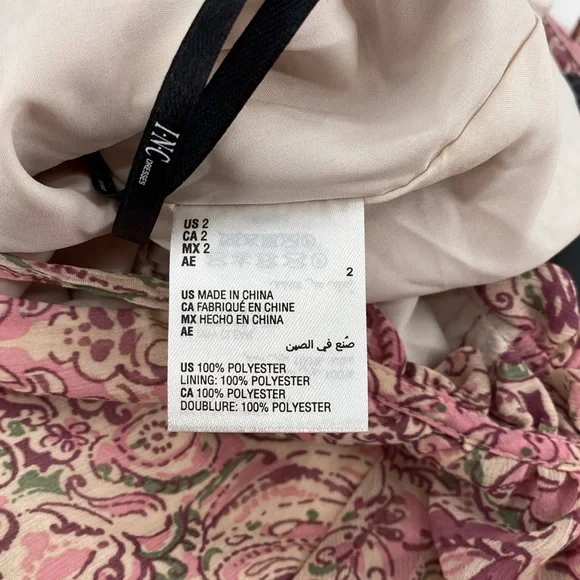 I·N·C DRESSES
US 2
CA 2
MX 2
AE
2
US MADE IN CHINA
CA FABRIQUÉ EN CHINE
MX HECHO EN CHINA
AE
صُنع في الصين
US 100% POLYESTER
LINING: 100% POLYESTER
CA 100% POLYESTER
DOUBLURE: 100% POLYESTER